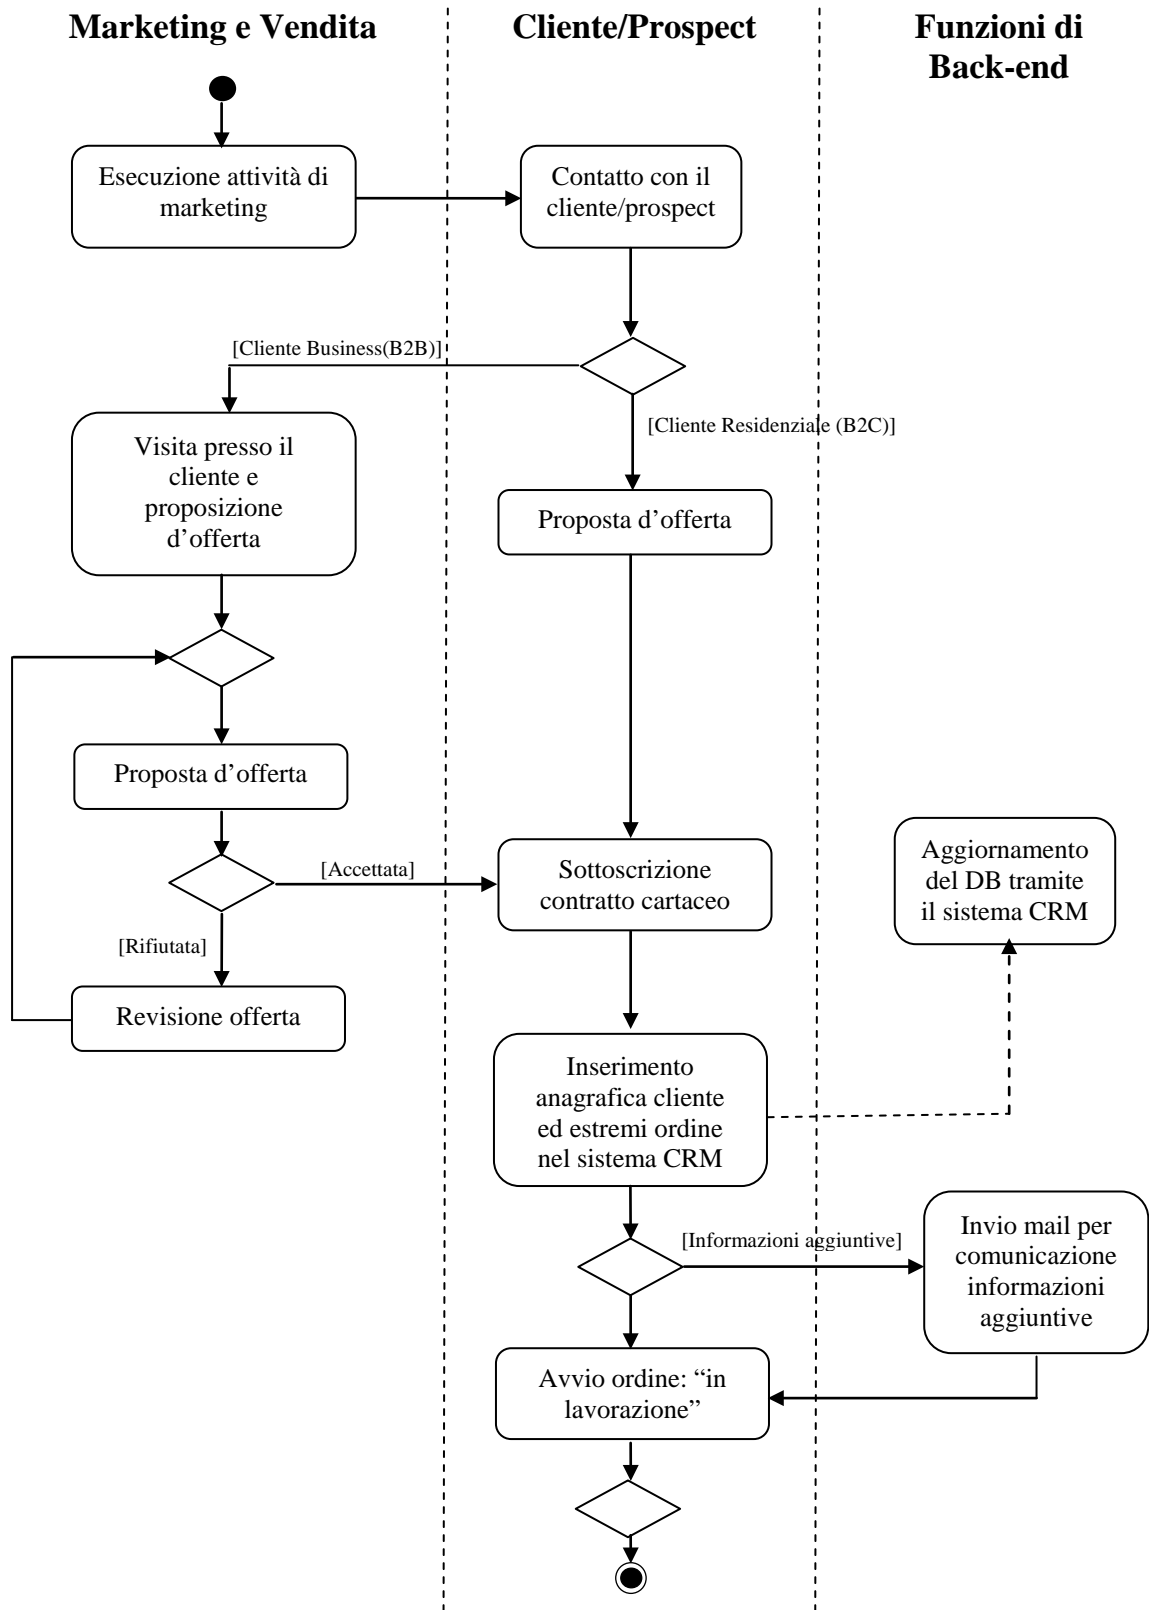 Marketing e Vendita
Cliente/Prospect
Funzioni di
Back-end
Esecuzione attività di
marketing
Contatto con il
cliente/prospect
[Cliente Business(B2B)]
[Cliente Residenziale (B2C)]
Visita presso il
cliente e
proposizione
d’offerta
Proposta d’offerta
Proposta d’offerta
[Accettata]
Sottoscrizione
contratto cartaceo
Aggiornamento
del DB tramite
il sistema CRM
[Rifiutata]
Revisione offerta
Inserimento
anagrafica cliente
ed estremi ordine
nel sistema CRM
[Informazioni aggiuntive]
Invio mail per
comunicazione
informazioni
aggiuntive
Avvio ordine: “in
lavorazione”